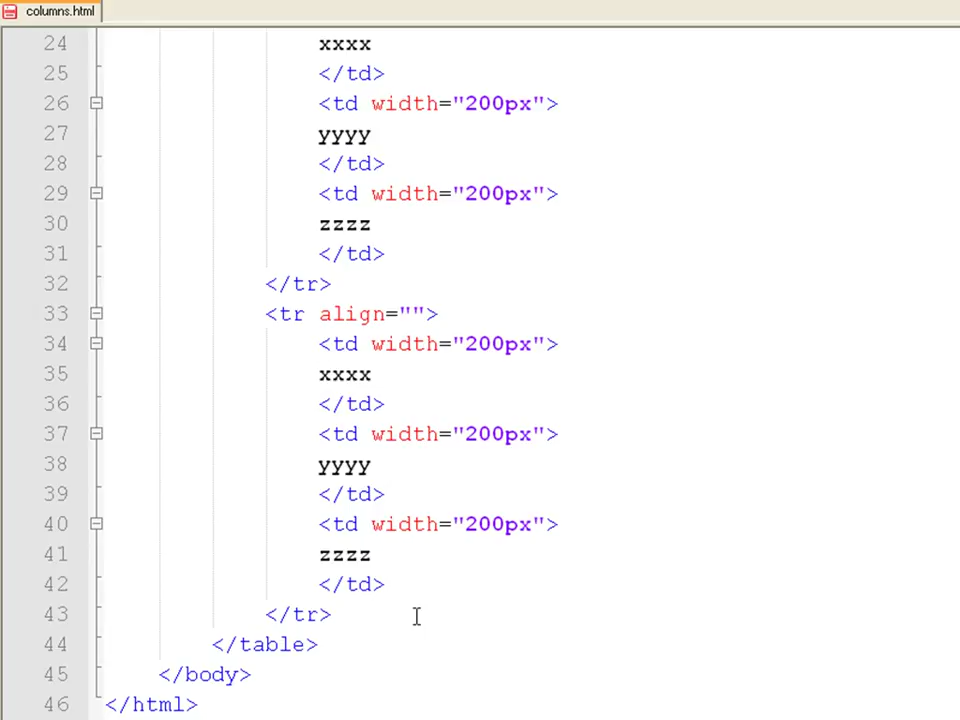 columns.html
24 xxxx
25 </td>
26 <td width="200px">
27 yyyy
28 </td>
29 <td width="200px">
30 zzzz
31 </td>
32 </tr>
33 <tr align="">
34 <td width="200px">
35 xxxx
36 </td>
37 <td width="200px">
38 yyyy
39 </td>
40 <td width="200px">
41 zzzz
42 </td>
43 </tr>
44 </table>
45 </body>
46 </html>